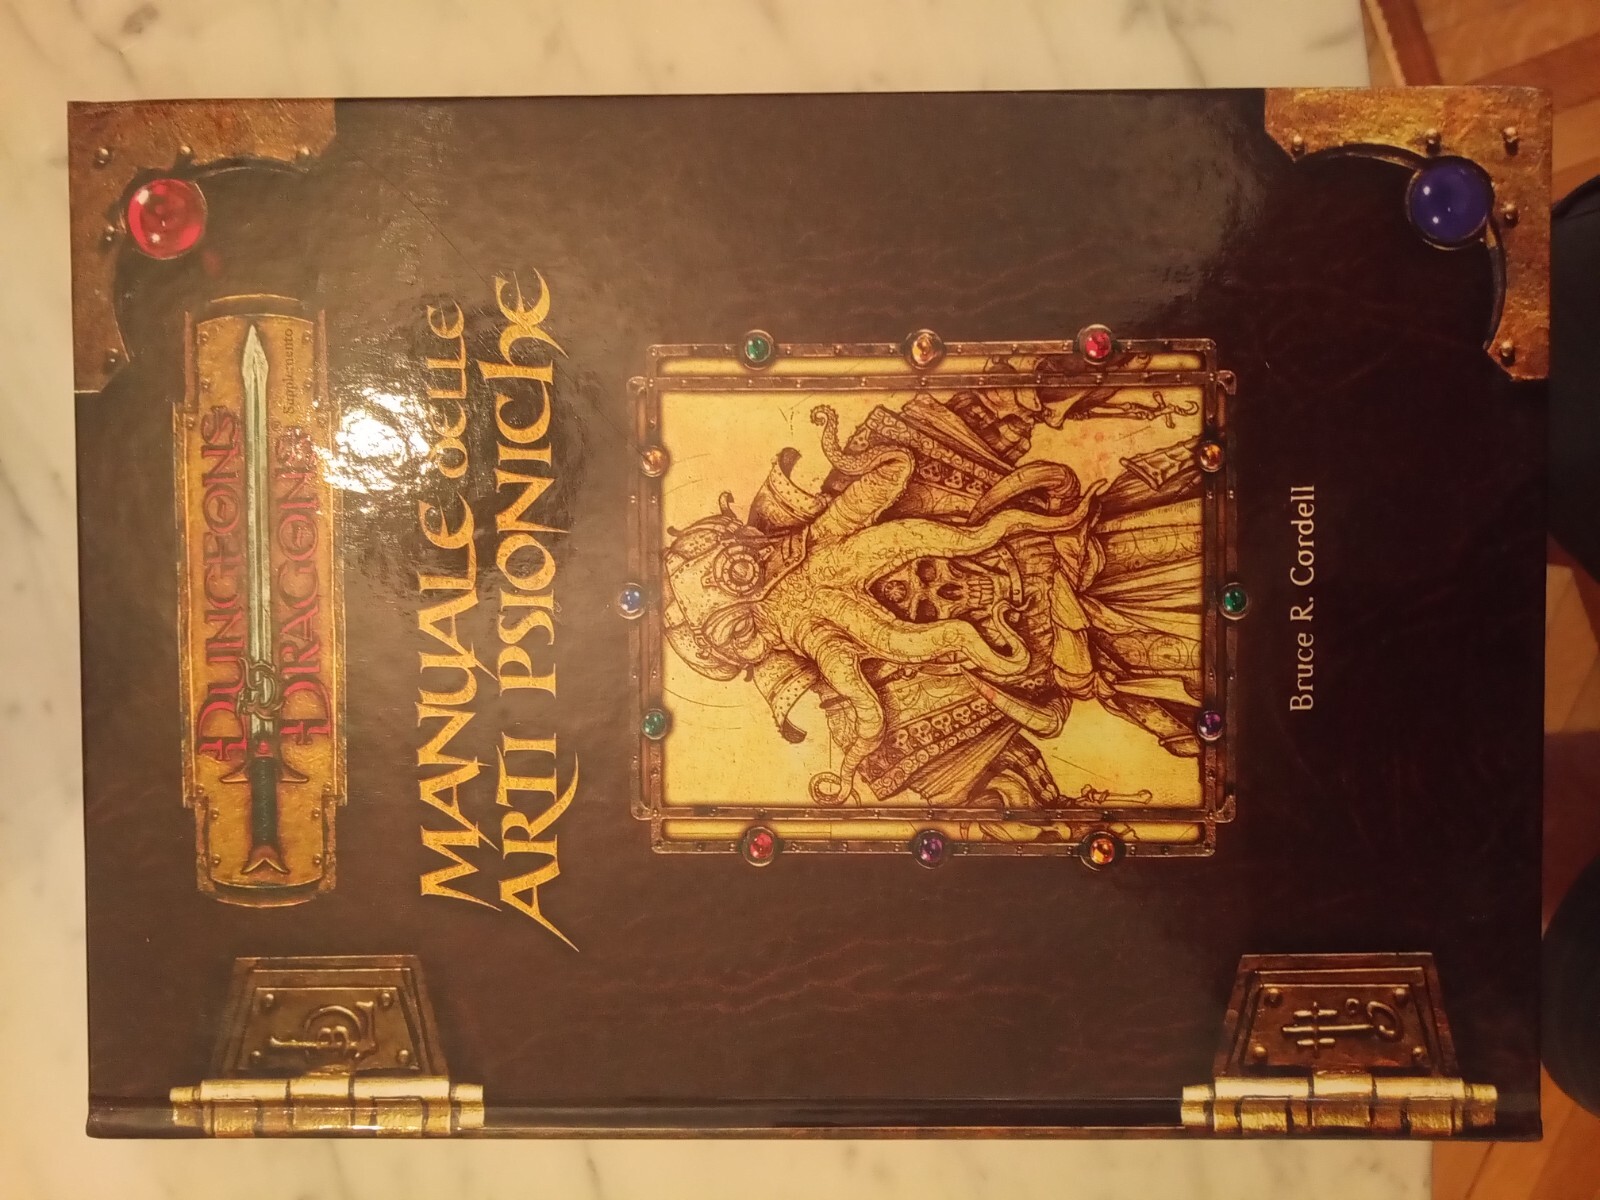 DUNGEONS
DRAGONS
Supplemento
MANUALE DELLE
ARTI PSIONICHE
Bruce R. Cordell